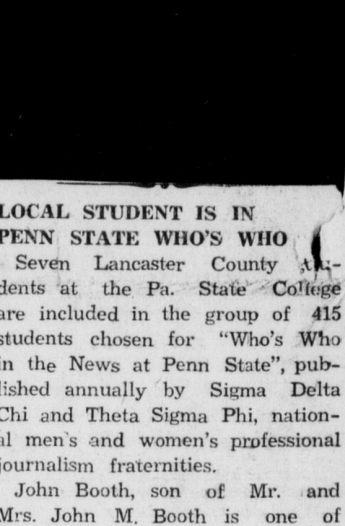 LOCAL STUDENT IS IN
PENN STATE WHO'S WHO
Seven Lancaster County stu-
dents at the Pa. State College
are included in the group of 415
students chosen for "Who's Who
in the News at Penn State", pub-
lished annually by Sigma Delta
Chi and Theta Sigma Phi, nation-
al men's and women's professional
journalism fraternities.
John Booth, son of Mr. and
Mrs. John M. Booth is one of